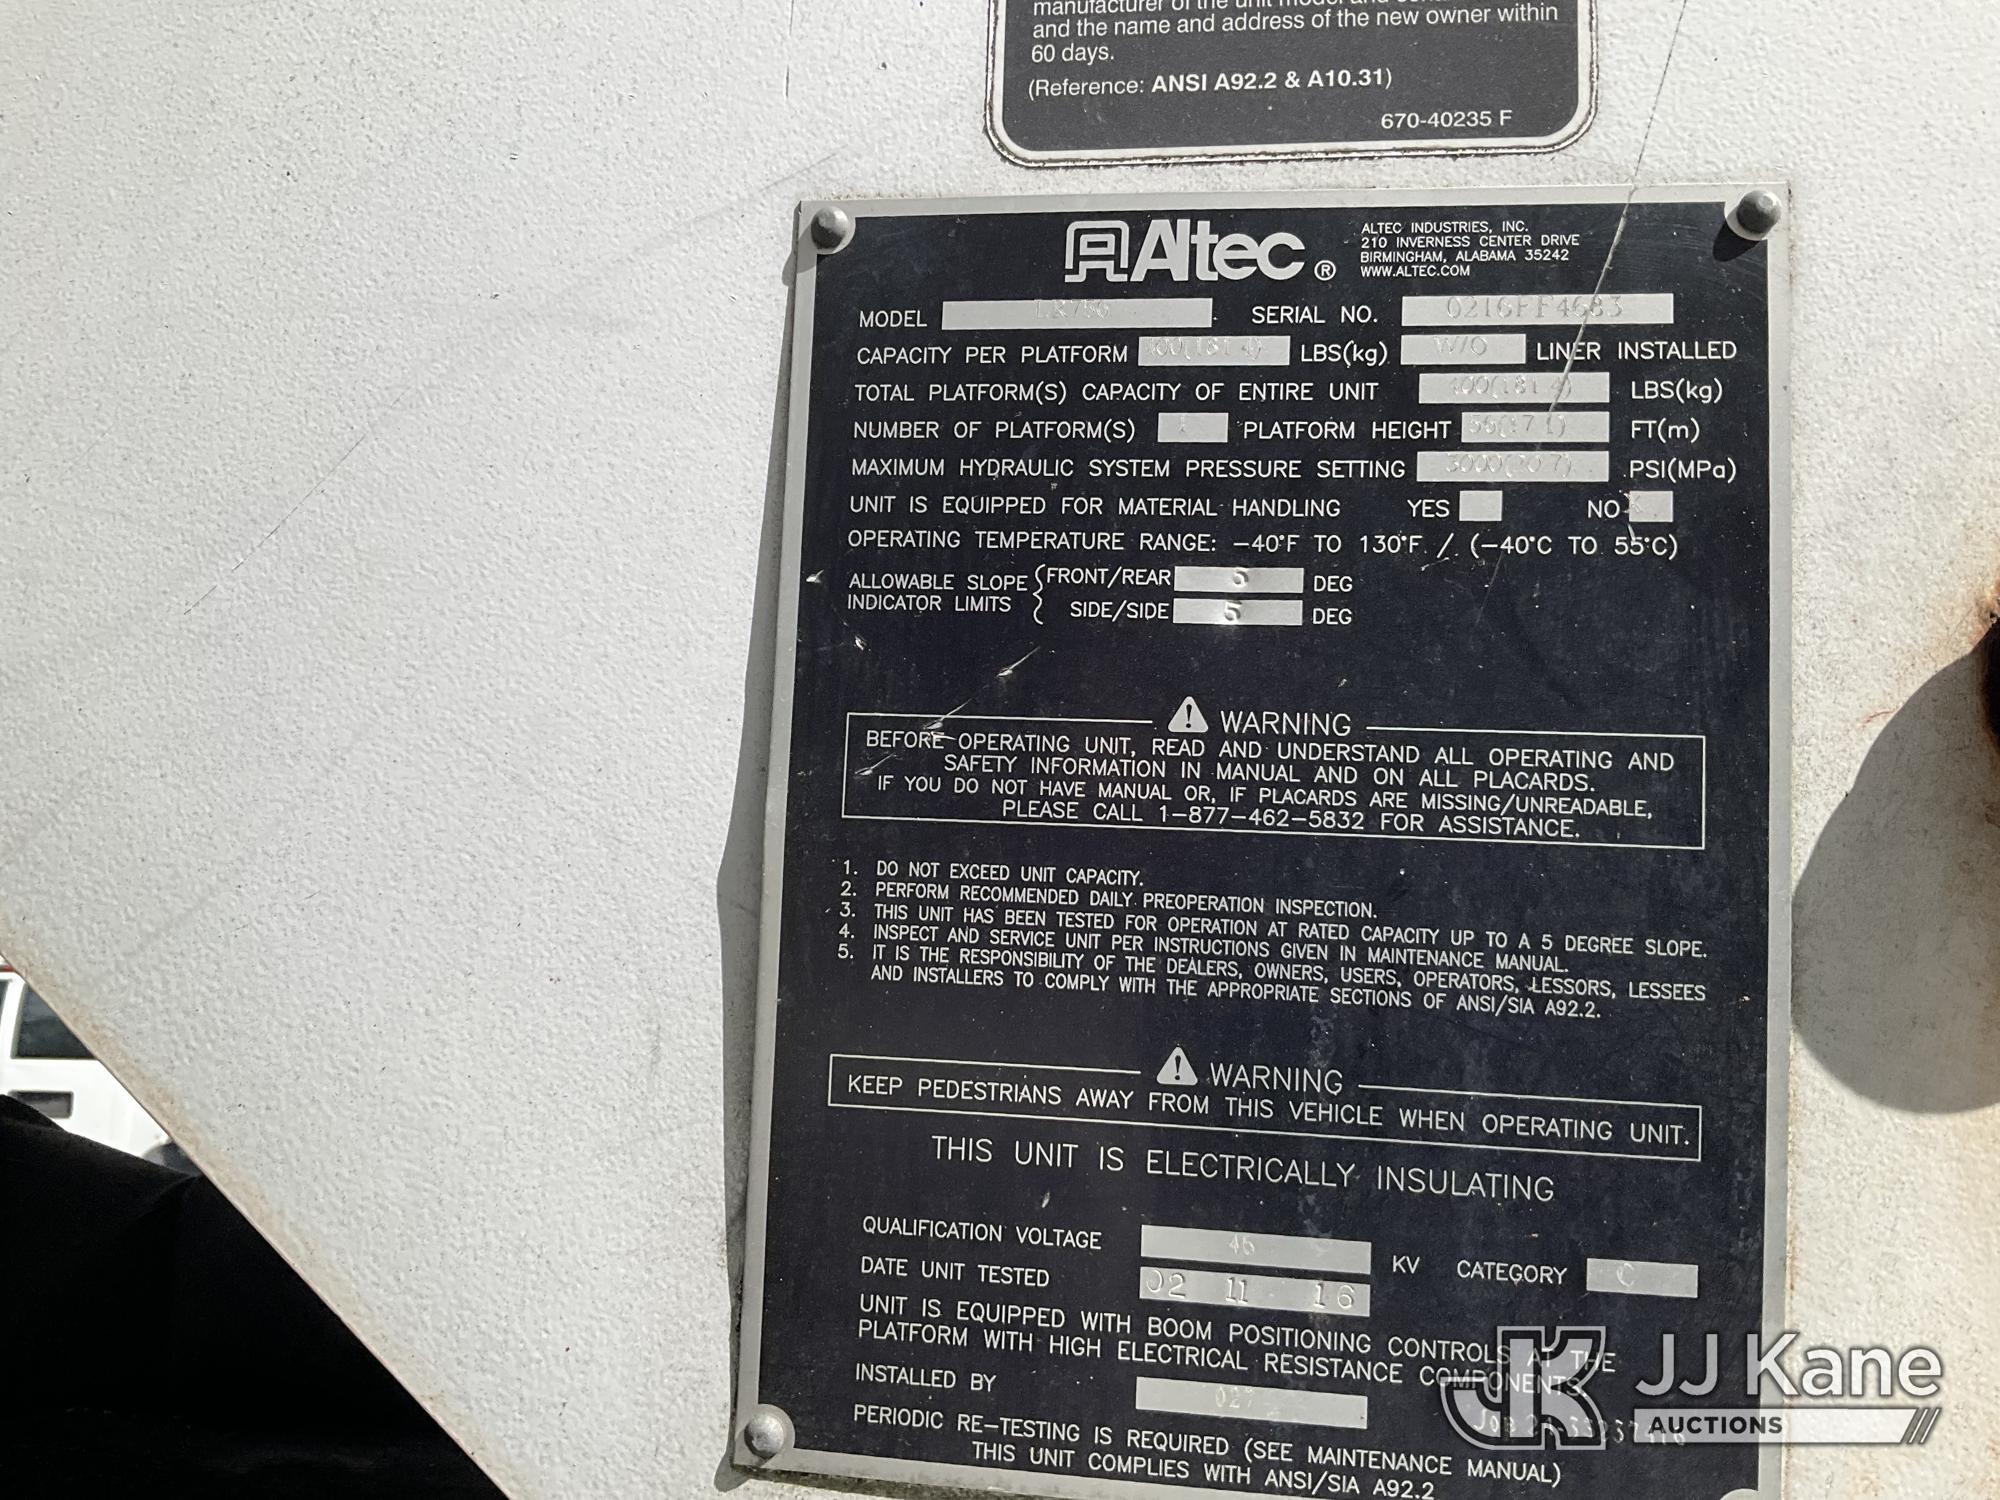 and the name and address of the new owner within
60 days.
(Reference: ANSI A92.2 & A10.31)
670-40235 F
Altec ®
ALTEC INDUSTRIES, INC.
210 INVERNESS CENTER DRIVE
BIRMINGHAM, ALABAMA 35242
WWW.ALTEC.COM
MODEL SERIAL NO. 0216FF4683
CAPACITY PER PLATFORM LBS(kg) W/O LINER INSTALLED
TOTAL PLATFORM(S) CAPACITY OF ENTIRE UNIT 400(181.4) LBS(kg)
NUMBER OF PLATFORM(S) 1 PLATFORM HEIGHT 56(17.1) FT(m)
MAXIMUM HYDRAULIC SYSTEM PRESSURE SETTING 3000(20.7) PSI(MPa)
UNIT IS EQUIPPED FOR MATERIAL HANDLING YES NO
OPERATING TEMPERATURE RANGE: -40°F TO 130°F / (-40°C TO 55°C)
ALLOWABLE SLOPE INDICATOR LIMITS
FRONT/REAR 5 DEG
SIDE/SIDE 5 DEG
WARNING
BEFORE OPERATING UNIT, READ AND UNDERSTAND ALL OPERATING AND
SAFETY INFORMATION IN MANUAL AND ON ALL PLACARDS.
IF YOU DO NOT HAVE MANUAL OR, IF PLACARDS ARE MISSING/UNREADABLE,
PLEASE CALL 1-877-462-5832 FOR ASSISTANCE.
1. DO NOT EXCEED UNIT CAPACITY.
2. PERFORM RECOMMENDED DAILY PREOPERATION INSPECTION.
3. THIS UNIT HAS BEEN TESTED FOR OPERATION AT RATED CAPACITY UP TO A 5 DEGREE SLOPE.
4. INSPECT AND SERVICE UNIT PER INSTRUCTIONS GIVEN IN MAINTENANCE MANUAL.
5. IT IS THE RESPONSIBILITY OF THE DEALERS, OWNERS, USERS, OPERATORS, LESSORS, LESSEES
AND INSTALLERS TO COMPLY WITH THE APPROPRIATE SECTIONS OF ANSI/SIA A92.2.
WARNING
KEEP PEDESTRIANS AWAY FROM THIS VEHICLE WHEN OPERATING UNIT.
THIS UNIT IS ELECTRICALLY INSULATING
QUALIFICATION VOLTAGE 46 KV CATEGORY C
DATE UNIT TESTED 02 11 16
UNIT IS EQUIPPED WITH BOOM POSITIONING CONTROLS AT THE
PLATFORM WITH HIGH ELECTRICAL RESISTANCE COMPONENTS
INSTALLED BY 027
PERIODIC RE-TESTING IS REQUIRED (SEE MAINTENANCE MANUAL)
THIS UNIT COMPLIES WITH ANSI/SIA A92.2
JJ Kane
AUCTIONS